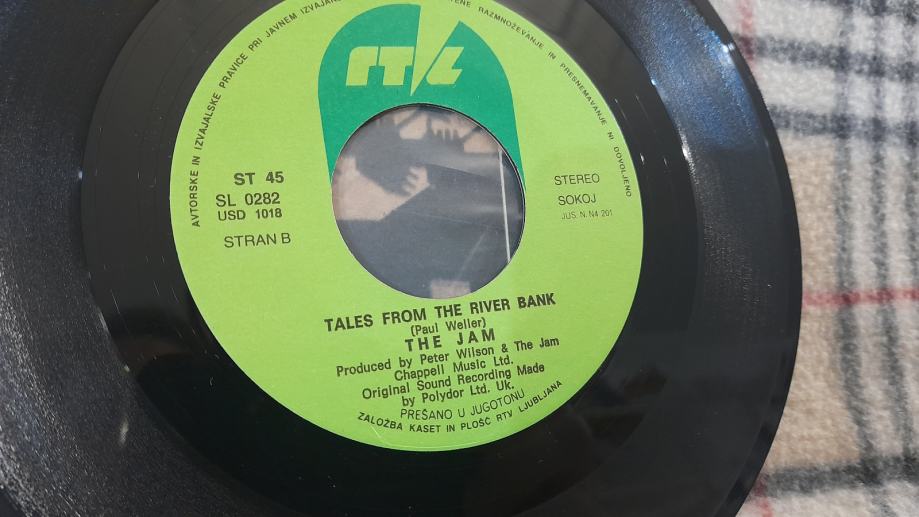 AVTORSKE IN IZVAJALSKE PRAVICE PRI JAVNEM IZVAJAN
TENE RAZMNOŽEVANJE IN PRESNEMAVANJE NI DOVOLJENO
RTVL
ST 45
SL 0282
USD 1018
STRAN B
STEREO
SOKOJ
JUS. N. N4 201
TALES FROM THE RIVER BANK
(Paul Weller)
THE JAM
Produced by Peter Wilson & The Jam
Chappell Music Ltd.
Original Sound Recording Made
by Polydor Ltd. Uk.
PREŠANO U JUGOTONU
ZALOŽBA KASET IN PLOŠČ RTV LJUBLJANA